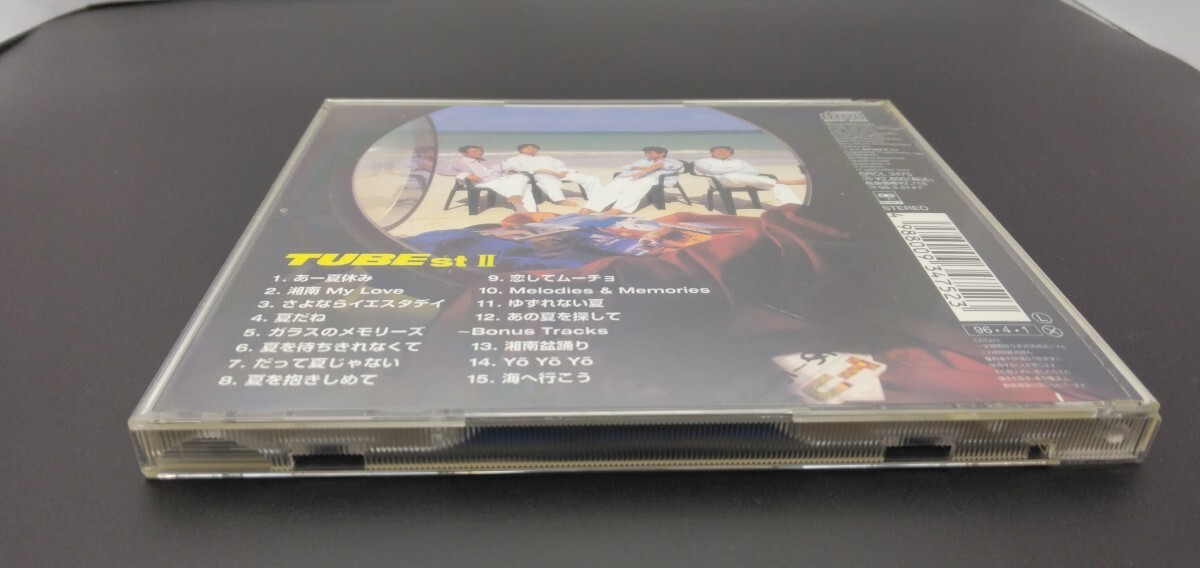 TUBEst II
1. あー夏休み
2. 湘南 My Love
3. さよならイエスタデイ
4. 夏だね
5. ガラスのメモリーズ
6. 夏を待ちきれなくて
7. だって夏じゃない
8. 夏を抱きしめて
9. 恋してムーチョ
10. Melodies & Memories
11. ゆずれない夏
12. あの夏を探して
~Bonus Tracks
13. 湘南盆踊り
14. Yō Yō Yō
15. 海へ行こう
SRCL 3475
STEREO
4 988009 347523
L
96・4・1 X